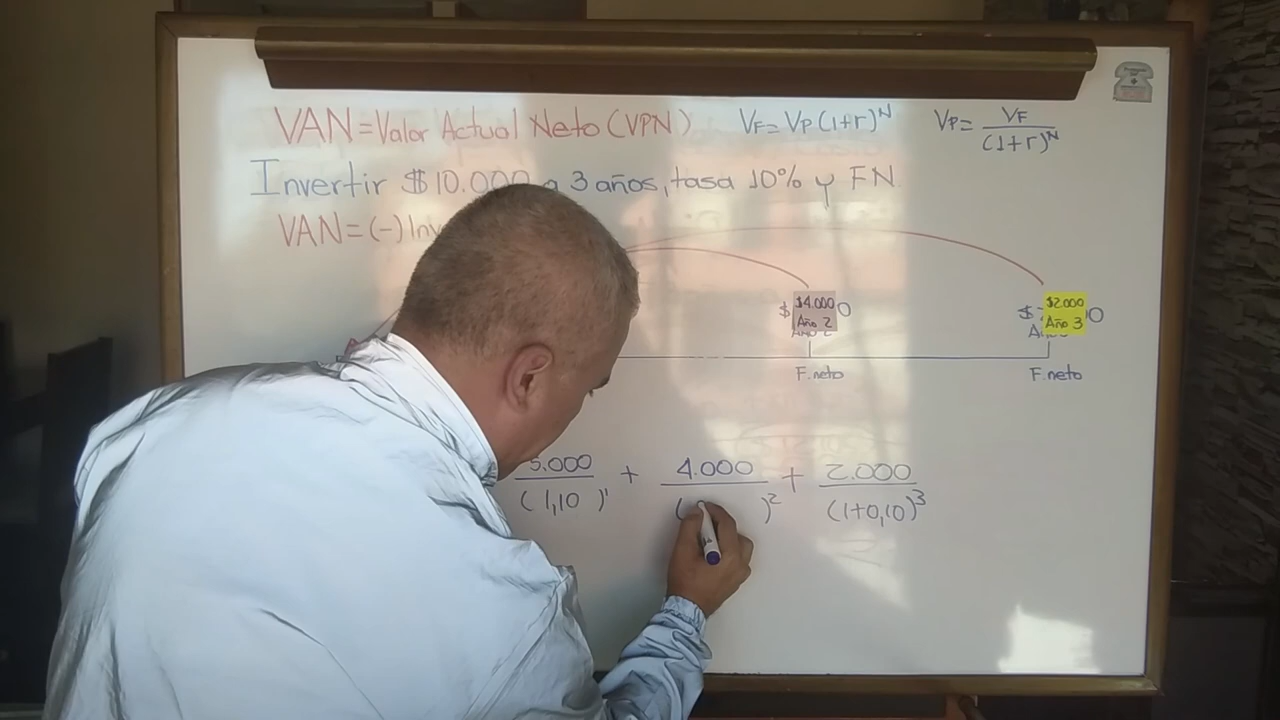 VAN=Valor Actual Neto (VPN) VF=VP(1+r)^N VP= VF/(1+r)^N
Invertir $10.000 a 3 años, tasa 10% y FN
VAN=(-) Inv
$4.000
Año 2
$2.000
Año 3
F.neto F.neto
5.000 + 4.000 + 2.000
(1,10)^1 ( )^2 (1+0,10)^3